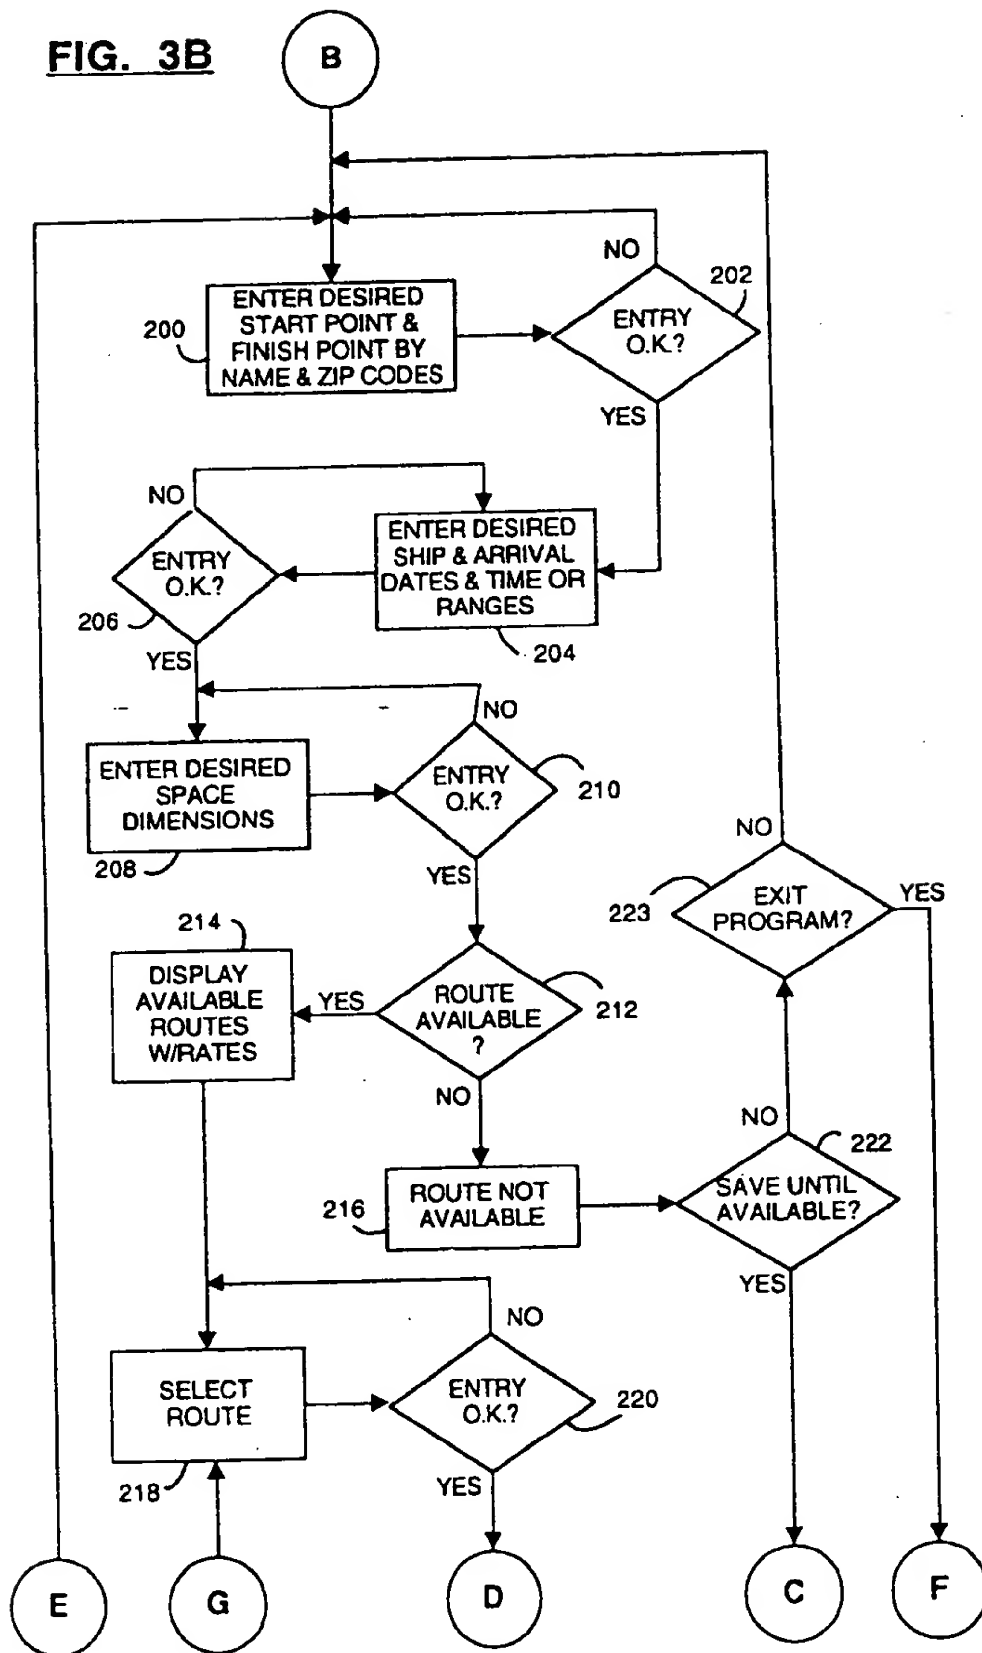 FIG. 3B
B
NO
202
ENTER DESIRED
START POINT &
FINISH POINT BY
NAME & ZIP CODES
200
ENTRY
O.K.?
YES
NO
ENTRY
O.K.?
206
ENTER DESIRED
SHIP & ARRIVAL
DATES & TIME OR
RANGES
204
YES
NO
ENTER DESIRED
SPACE
DIMENSIONS
208
ENTRY
O.K.?
210
YES
NO
EXIT
PROGRAM?
223
YES
214
DISPLAY
AVAILABLE
ROUTES
W/RATES
YES
ROUTE
AVAILABLE
?
212
NO
NO
222
216
ROUTE NOT
AVAILABLE
SAVE UNTIL
AVAILABLE?
YES
NO
SELECT
ROUTE
218
ENTRY
O.K.?
220
YES
E
G
D
C
F